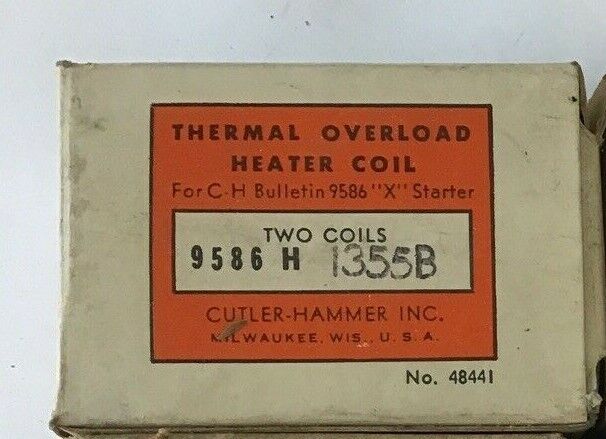 THERMAL OVERLOAD
HEATER COIL
For C-H Bulletin 9586 "X" Starter
TWO COILS
9586 H 1355B
CUTLER-HAMMER INC.
MILWAUKEE, WIS., U. S. A.
No. 48441